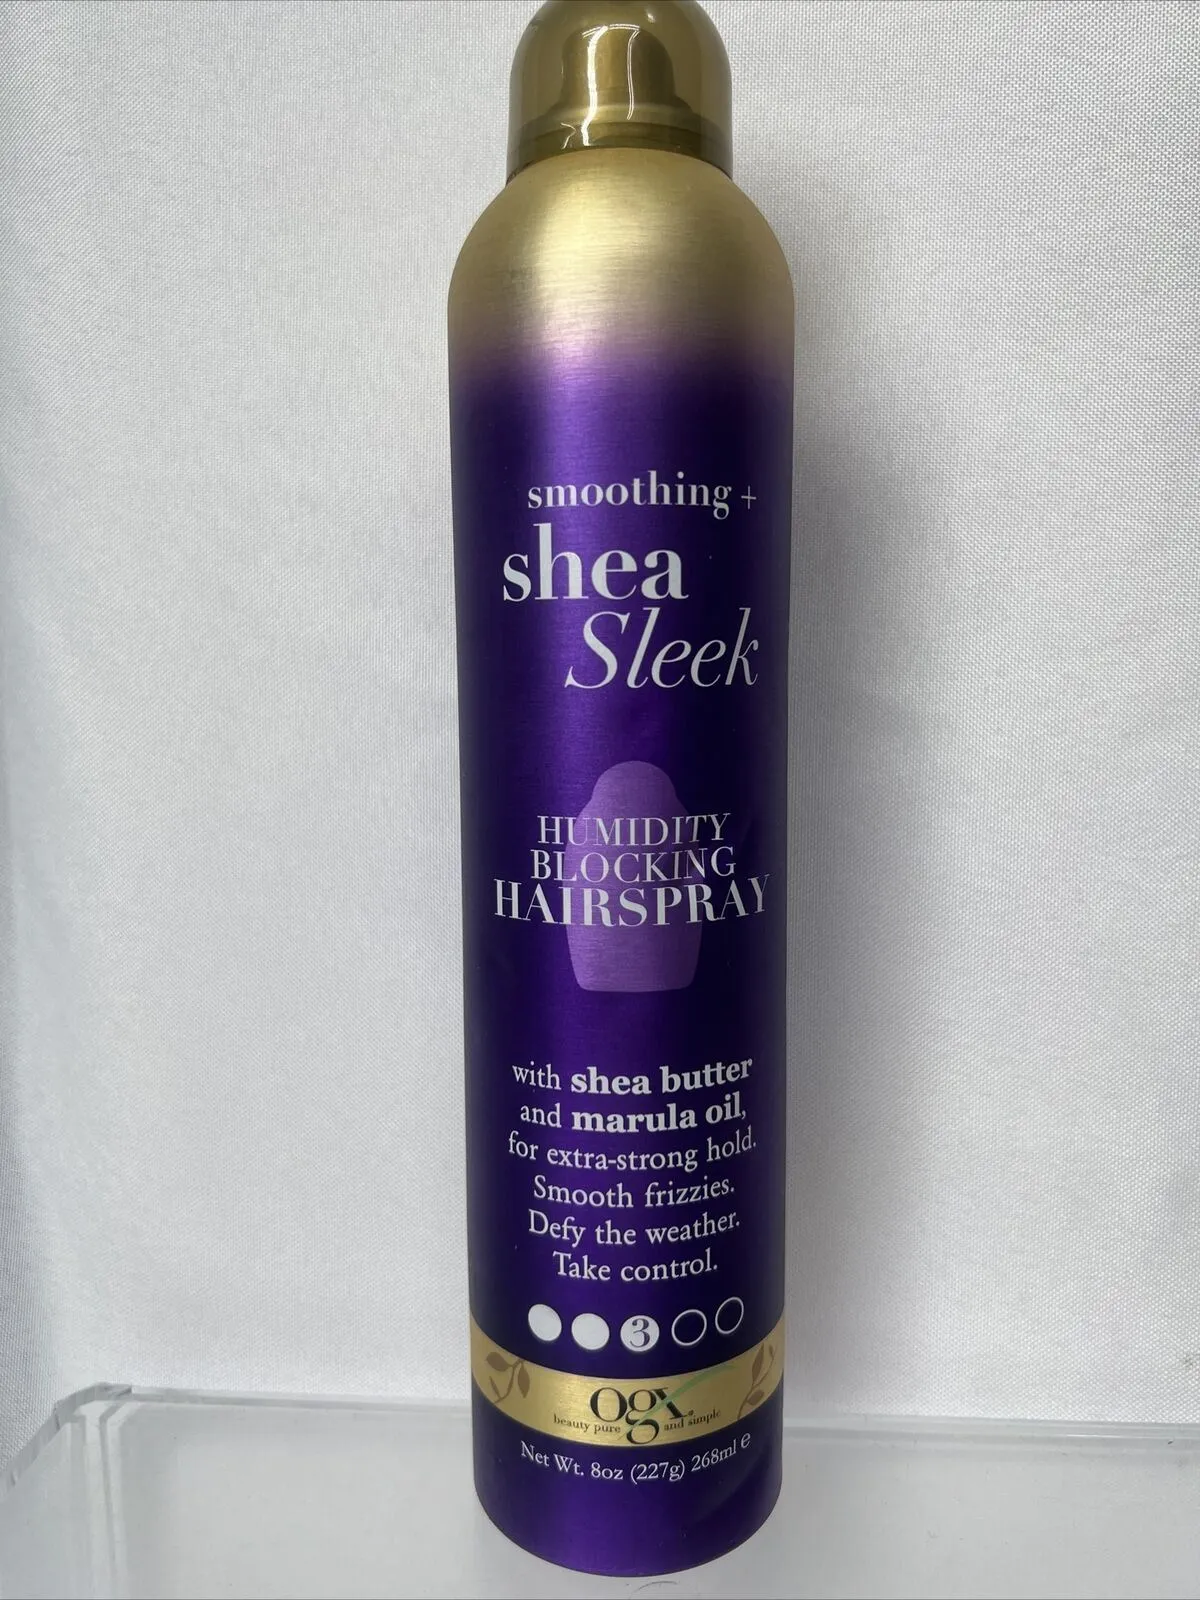 smoothing +
shea
Sleek
HUMIDITY
BLOCKING
HAIRSPRAY
with shea butter
and marula oil,
for extra-strong hold.
Smooth frizzies.
Defy the weather.
Take control.
3
ogx
beauty pure and simple
Net Wt. 8oz (227g) 268ml e